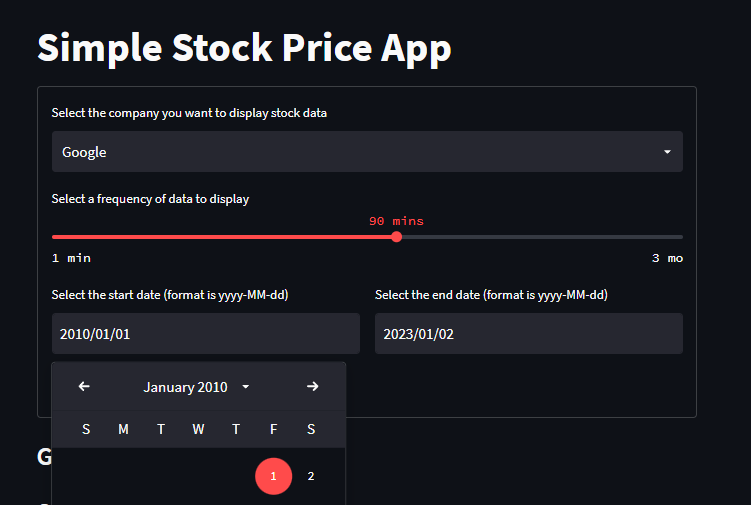 Simple Stock Price App
Select the company you want to display stock data
Google
Select a frequency of data to display
90 mins
1 min 3 mo
Select the start date (format is yyyy-MM-dd) Select the end date (format is yyyy-MM-dd)
2010/01/01 2023/01/02
January 2010
S M T W T F S
G
1 2